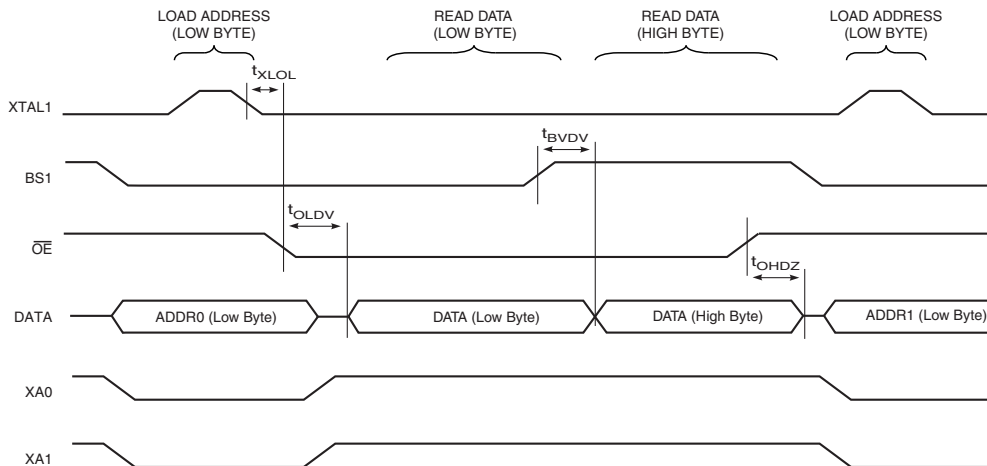 LOAD ADDRESS
(LOW BYTE)
READ DATA
(LOW BYTE)
READ DATA
(HIGH BYTE)
LOAD ADDRESS
(LOW BYTE)
tXLOL
XTAL1
tBVDV
BS1
tOLDV
OE
tOHDZ
DATA
ADDR0 (Low Byte)
DATA (Low Byte)
DATA (High Byte)
ADDR1 (Low Byte)
XA0
XA1